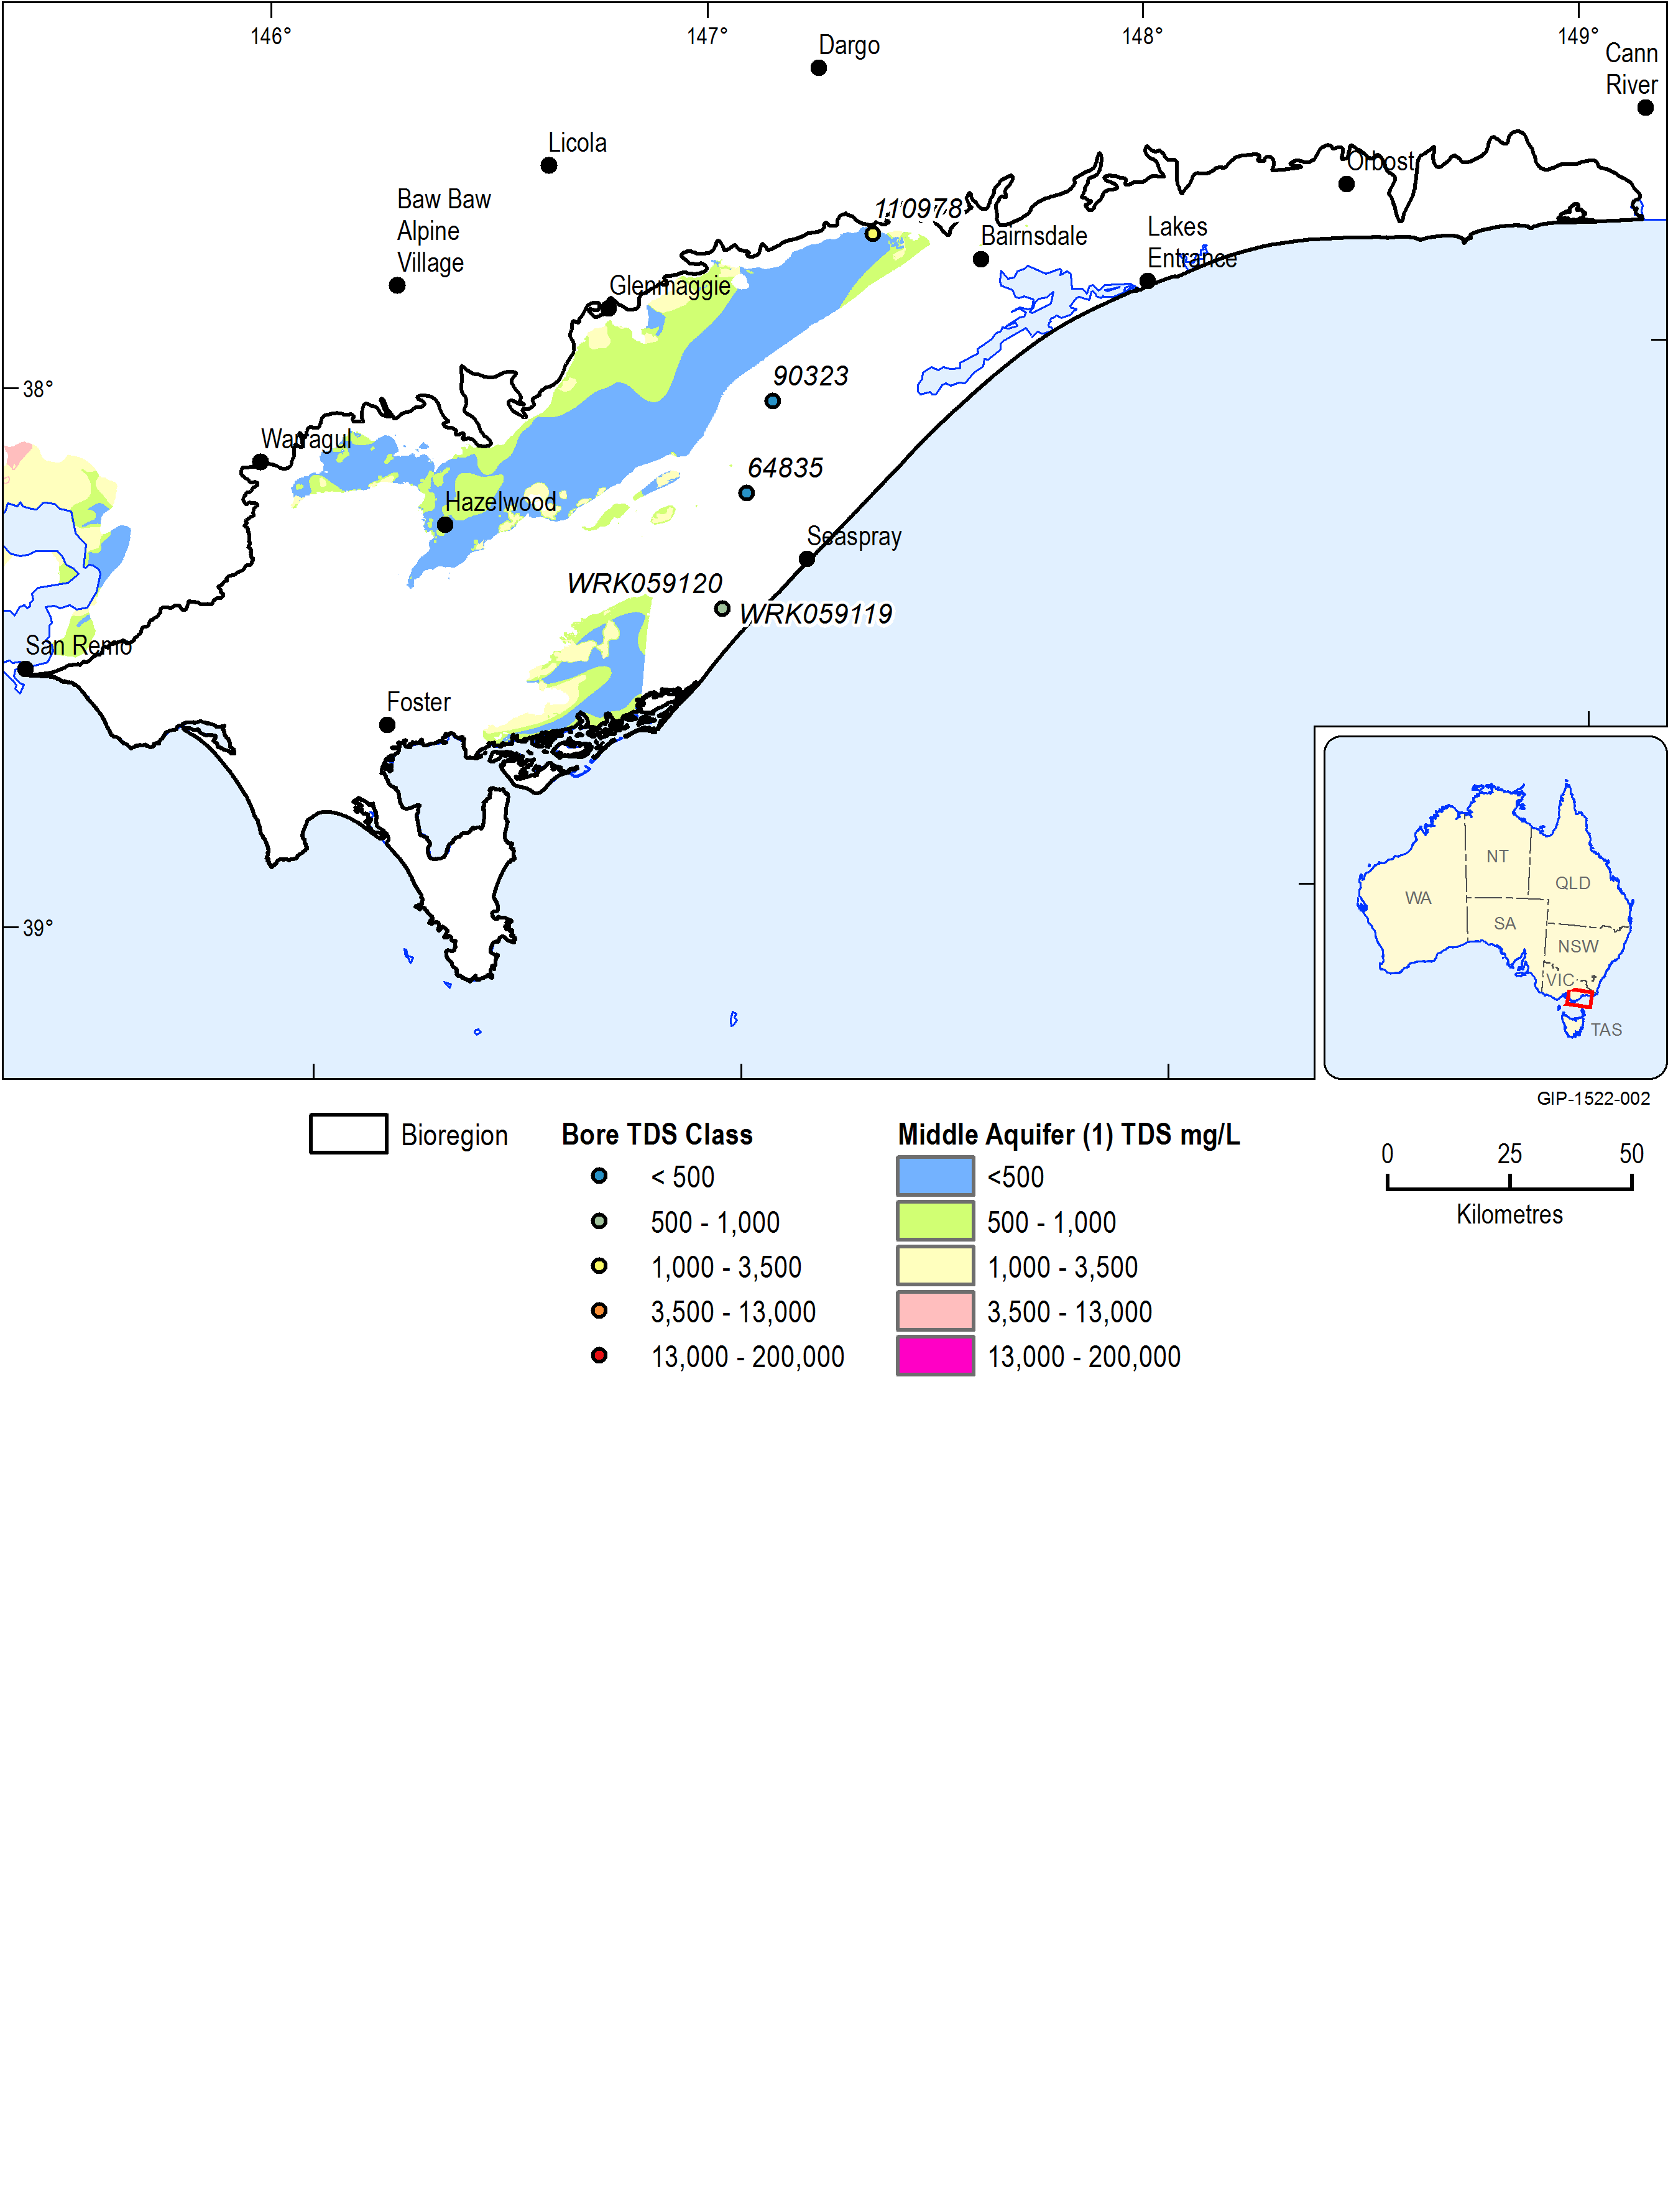 146°
147°
148°
149°
Dargo
Cann
River
Licola
Orbost
Baw Baw
Alpine
Village
110978
Bairnsdale
Lakes
Entrance
Glenmaggie
90323
38°
Warragul
64835
Hazelwood
Seaspray
WRK059120
WRK059119
San Remo
Foster
39°
NT
QLD
WA
SA
NSW
VIC
TAS
GIP-1522-002
Bioregion
Bore TDS Class
< 500
500 - 1,000
1,000 - 3,500
3,500 - 13,000
13,000 - 200,000
Middle Aquifer (1) TDS mg/L
<500
500 - 1,000
1,000 - 3,500
3,500 - 13,000
13,000 - 200,000
0 25 50
Kilometres